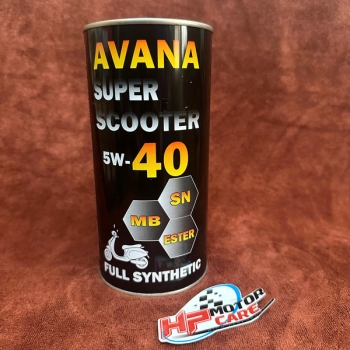 AVANA
SUPER
SCOOTER
5W-40
SN
MB
ESTER
FULL SYNTHETIC
HP MOTOR
CARE